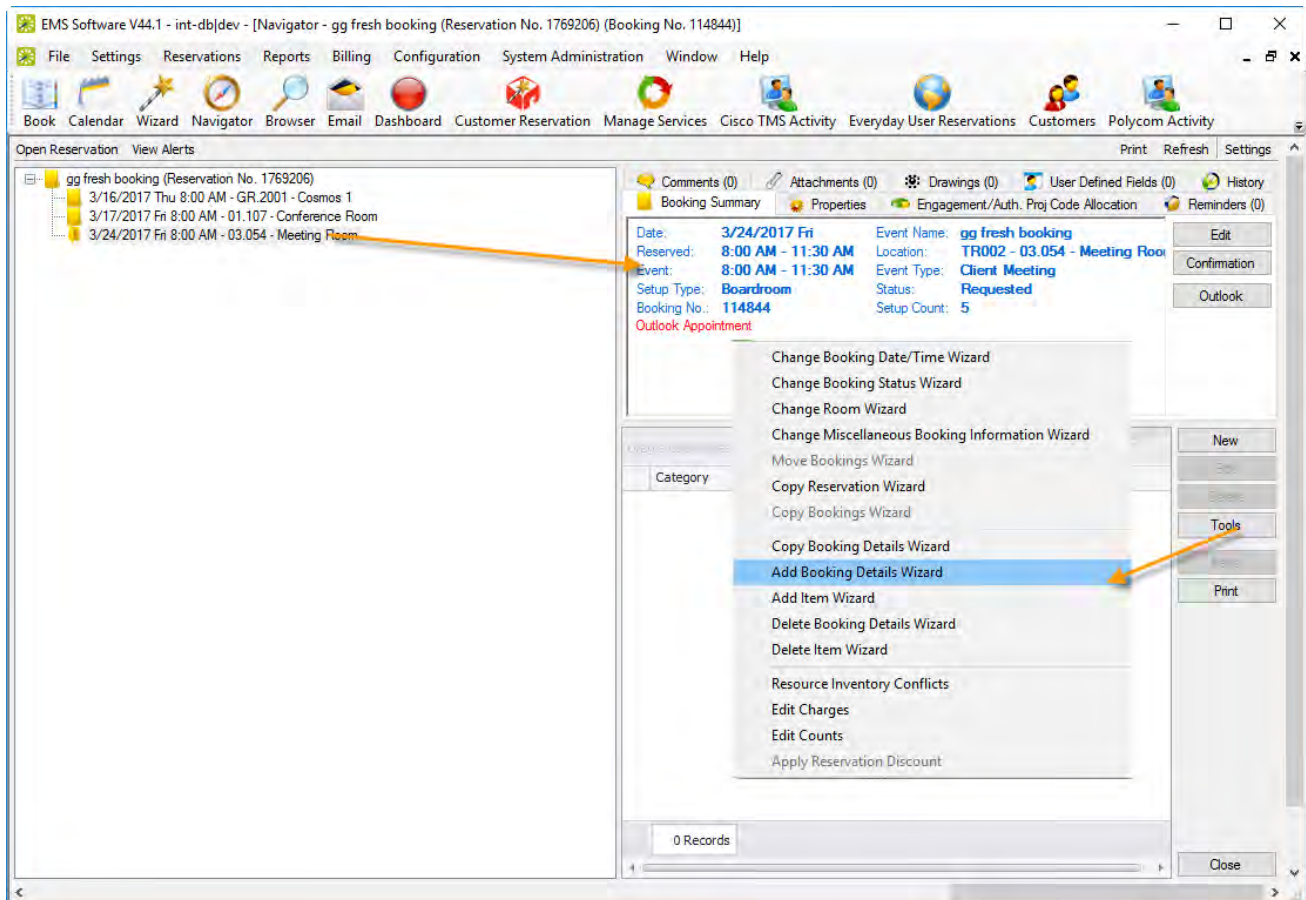 EMS Software V44.1 - int-db|dev - [Navigator - gg fresh booking (Reservation No. 1769206) (Booking No. 114844)]
File Settings Reservations Reports Billing Configuration System Administration Window Help
Book Calendar Wizard Navigator Browser Email Dashboard Customer Reservation Manage Services Cisco TMS Activity Everyday User Reservations Customers Polycom Activity
Open Reservation View Alerts Print Refresh Settings
gg fresh booking (Reservation No. 1769206)
3/16/2017 Thu 8:00 AM - GR.2001 - Cosmos 1
3/17/2017 Fri 8:00 AM - 01.107 - Conference Room
3/24/2017 Fri 8:00 AM - 03.054 - Meeting Room
Comments (0) Attachments (0) Drawings (0) User Defined Fields (0) History
Booking Summary Properties Engagement/Auth. Proj Code Allocation Reminders (0)
Date: 3/24/2017 Fri Event Name: gg fresh booking
Reserved: 8:00 AM - 11:30 AM Location: TR002 - 03.054 - Meeting Roo
Event: 8:00 AM - 11:30 AM Event Type: Client Meeting
Setup Type: Boardroom Status: Requested
Booking No.: 114844 Setup Count: 5
Outlook Appointment
Edit
Confirmation
Outlook
Change Booking Date/Time Wizard
Change Booking Status Wizard
Change Room Wizard
Change Miscellaneous Booking Information Wizard
Move Bookings Wizard
Copy Reservation Wizard
Copy Bookings Wizard
Copy Booking Details Wizard
Add Booking Details Wizard
Add Item Wizard
Delete Booking Details Wizard
Delete Item Wizard
Resource Inventory Conflicts
Edit Charges
Edit Counts
Apply Reservation Discount
Category
New
Tools
Print
0 Records
Close